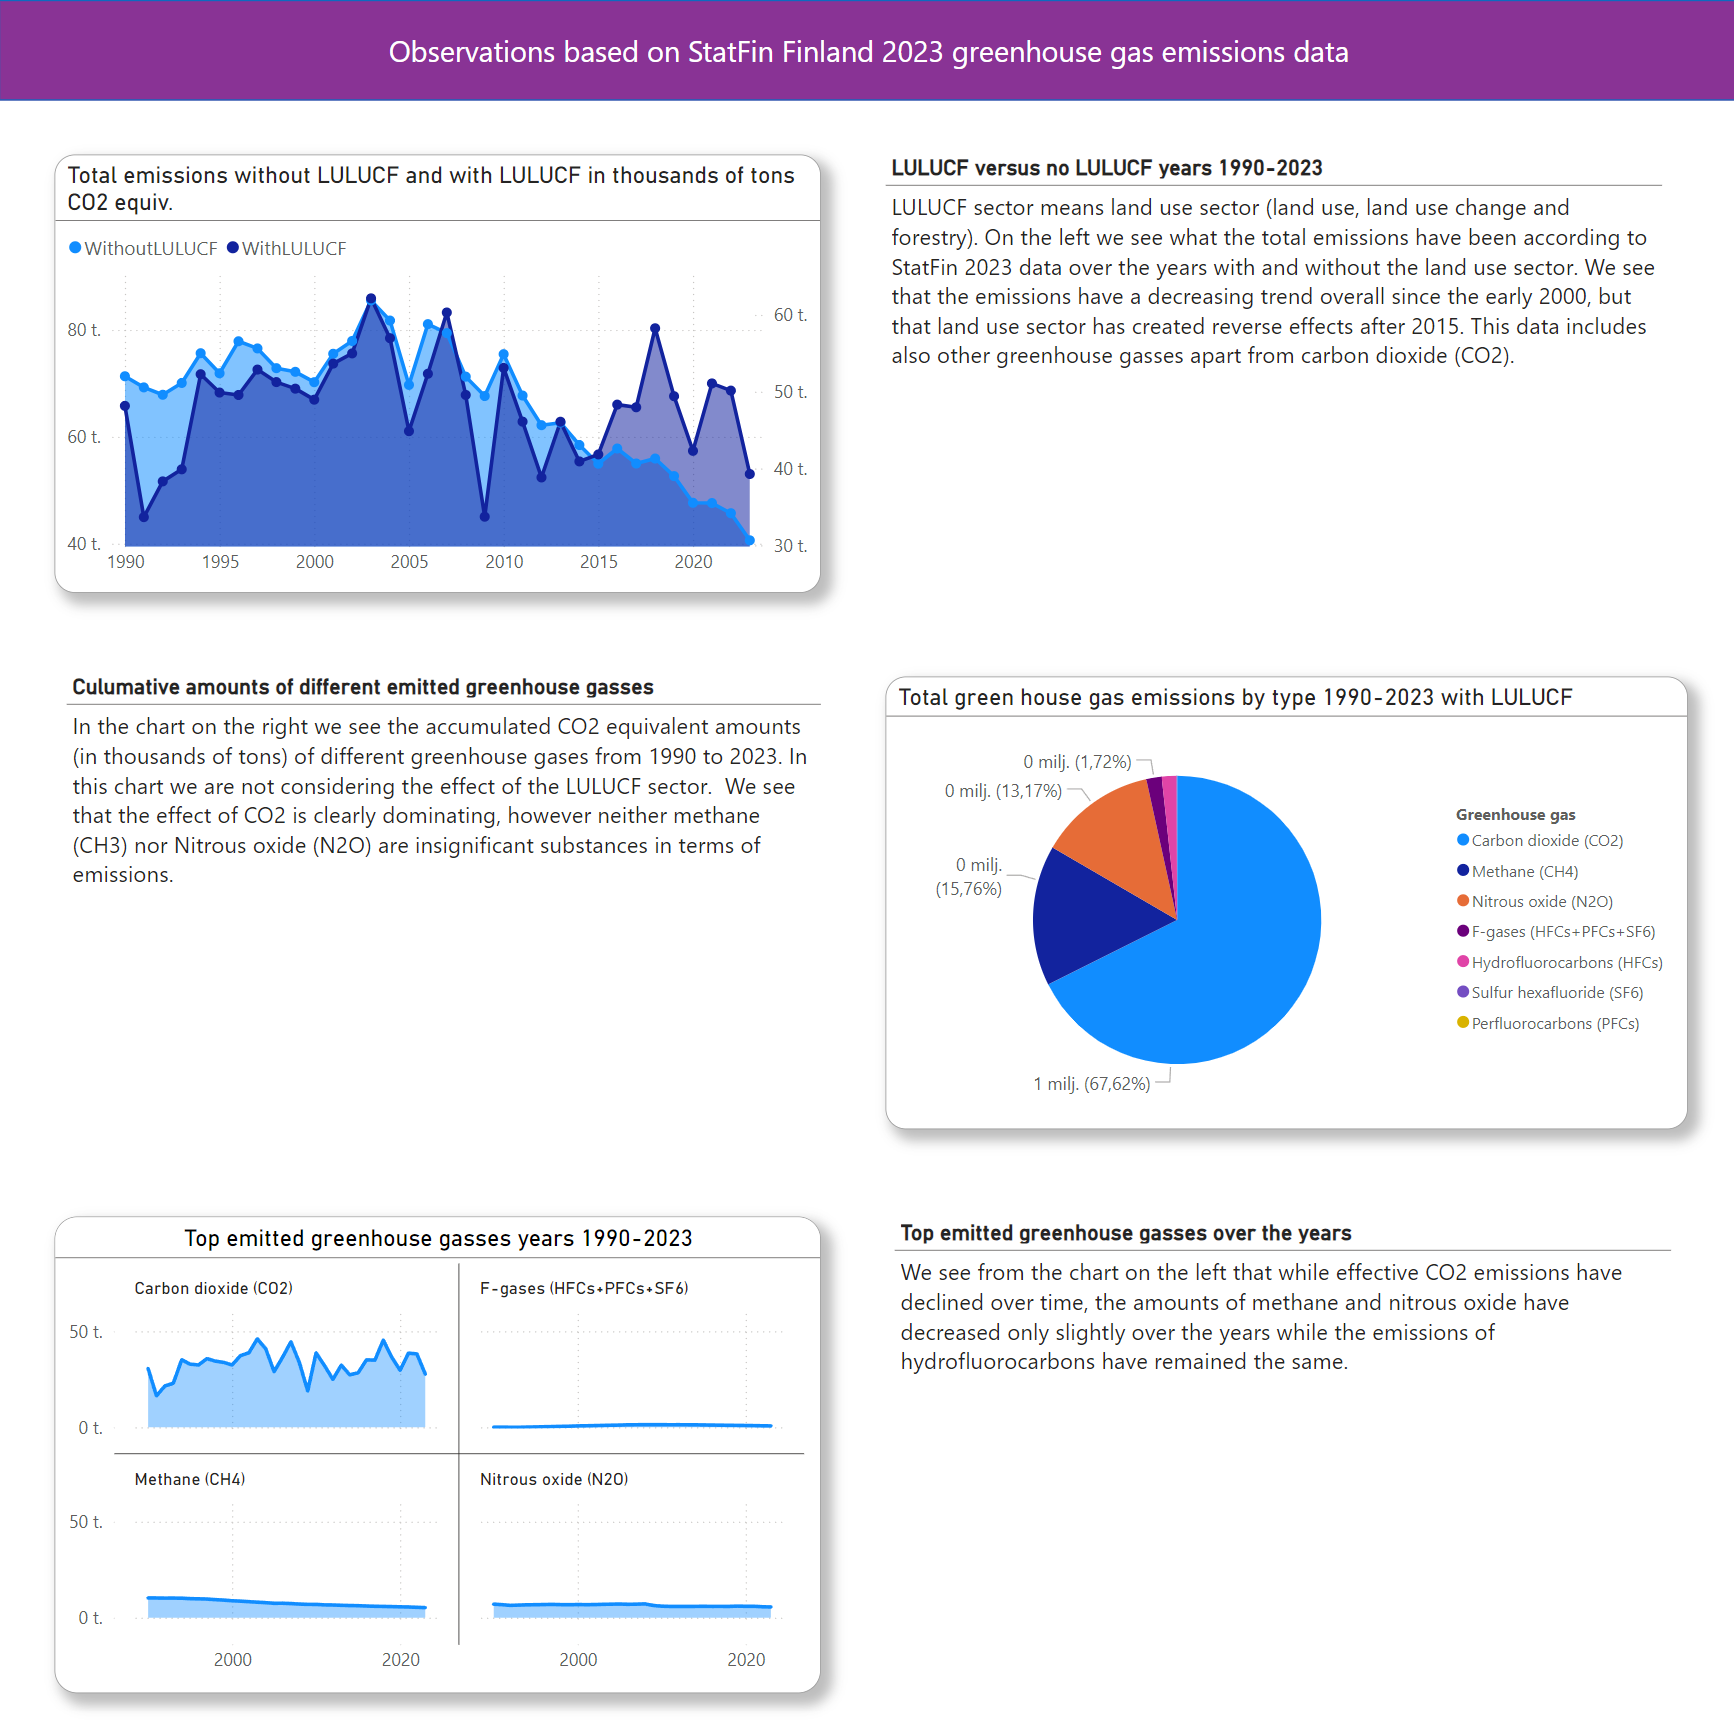 Observations based on StatFin Finland 2023 greenhouse gas emissions data
Total emissions without LULUCF and with LULUCF in thousands of tons
CO2 equiv.
WithoutLULUCF WithLULUCF
80 t.
60 t.
40 t.
60 t.
50 t.
40 t.
30 t.
1990 1995 2000 2005 2010 2015 2020
LULUCF versus no LULUCF years 1990-2023
LULUCF sector means land use sector (land use, land use change and
forestry). On the left we see what the total emissions have been according to
StatFin 2023 data over the years with and without the land use sector. We see
that the emissions have a decreasing trend overall since the early 2000, but
that land use sector has created reverse effects after 2015. This data includes
also other greenhouse gasses apart from carbon dioxide (CO2).
Culumative amounts of different emitted greenhouse gasses
In the chart on the right we see the accumulated CO2 equivalent amounts
(in thousands of tons) of different greenhouse gases from 1990 to 2023. In
this chart we are not considering the effect of the LULUCF sector.  We see
that the effect of CO2 is clearly dominating, however neither methane
(CH3) nor Nitrous oxide (N2O) are insignificant substances in terms of
emissions.
Total green house gas emissions by type 1990-2023 with LULUCF
0 milj. (1,72%)
0 milj. (13,17%)
0 milj.
(15,76%)
1 milj. (67,62%)
Greenhouse gas
Carbon dioxide (CO2)
Methane (CH4)
Nitrous oxide (N2O)
F-gases (HFCs+PFCs+SF6)
Hydrofluorocarbons (HFCs)
Sulfur hexafluoride (SF6)
Perfluorocarbons (PFCs)
Top emitted greenhouse gasses years 1990-2023
Carbon dioxide (CO2)
F-gases (HFCs+PFCs+SF6)
50 t.
0 t.
Methane (CH4)
Nitrous oxide (N2O)
50 t.
0 t.
2000 2020 2000 2020
Top emitted greenhouse gasses over the years
We see from the chart on the left that while effective CO2 emissions have
declined over time, the amounts of methane and nitrous oxide have
decreased only slightly over the years while the emissions of
hydrofluorocarbons have remained the same.